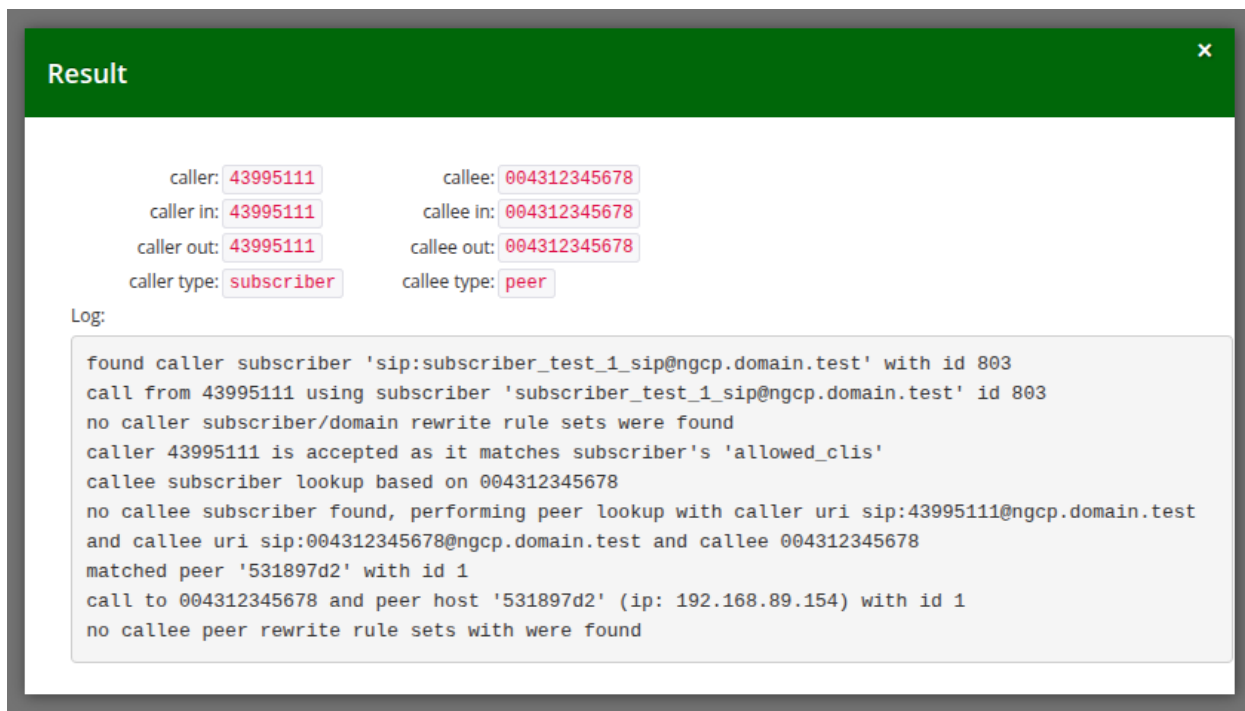 Result ×
caller: 43995111 callee: 004312345678
caller in: 43995111 callee in: 004312345678
caller out: 43995111 callee out: 004312345678
caller type: subscriber callee type: peer
Log:
found caller subscriber 'sip:subscriber_test_1_sip@ngcp.domain.test' with id 803
call from 43995111 using subscriber 'subscriber_test_1_sip@ngcp.domain.test' id 803
no caller subscriber/domain rewrite rule sets were found
caller 43995111 is accepted as it matches subscriber's 'allowed_clis'
callee subscriber lookup based on 004312345678
no callee subscriber found, performing peer lookup with caller uri sip:43995111@ngcp.domain.test
and callee uri sip:004312345678@ngcp.domain.test and callee 004312345678
matched peer '531897d2' with id 1
call to 004312345678 and peer host '531897d2' (ip: 192.168.89.154) with id 1
no callee peer rewrite rule sets with were found